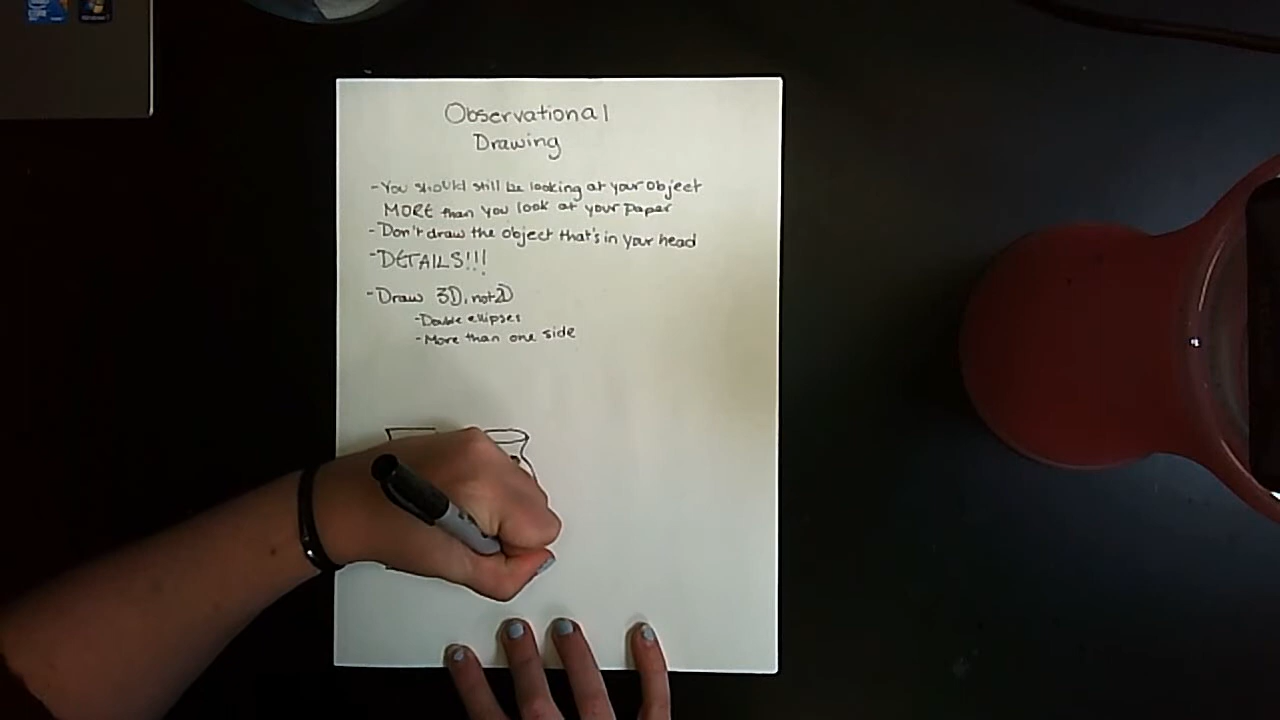 Observational
Drawing
-You should still be looking at your object
MORE than you look at your paper
-Don't draw the object that's in your head
-DETAILS!!!
-Draw 3D, not 2D
-Double ellipses
-More than one side